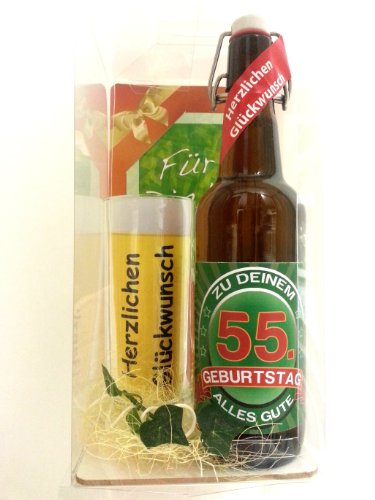 Herzlichen
Glückwunsch
Für
Herzlichen
Glückwunsch
ZU DEINEM
55.
GEBURTSTAG
ALLES GUTE